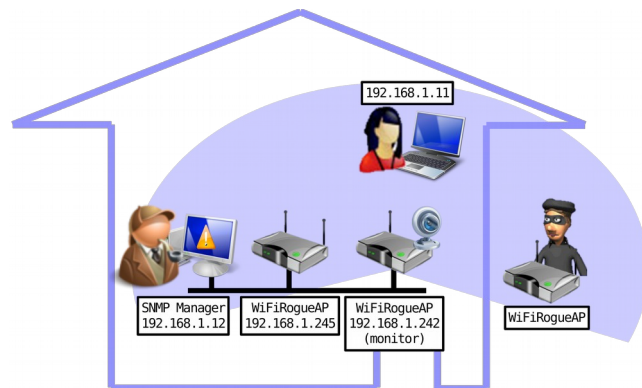 192.168.1.11
SNMP Manager
192.168.1.12
WiFiRogueAP
192.168.1.245
WiFiRogueAP
192.168.1.242
(monitor)
WiFiRogueAP